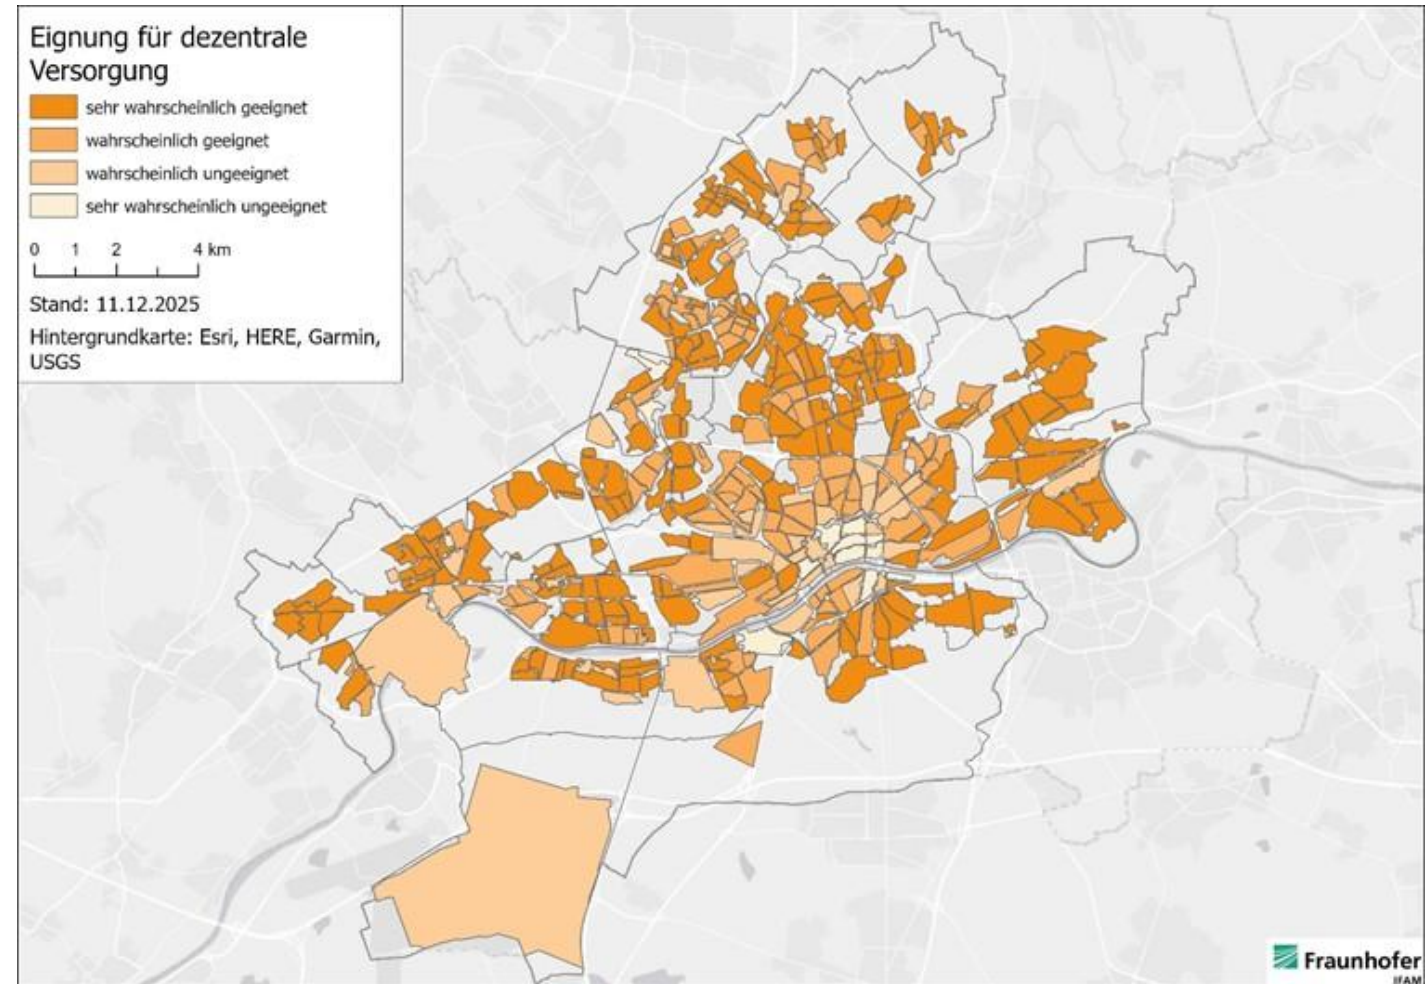 Eignung für dezentrale
Versorgung
sehr wahrscheinlich geeignet
wahrscheinlich geeignet
wahrscheinlich ungeeignet
sehr wahrscheinlich ungeeignet
0 1 2 4 km
Stand: 11.12.2025
Hintergrundkarte: Esri, HERE, Garmin,
USGS
Fraunhofer
IFAM